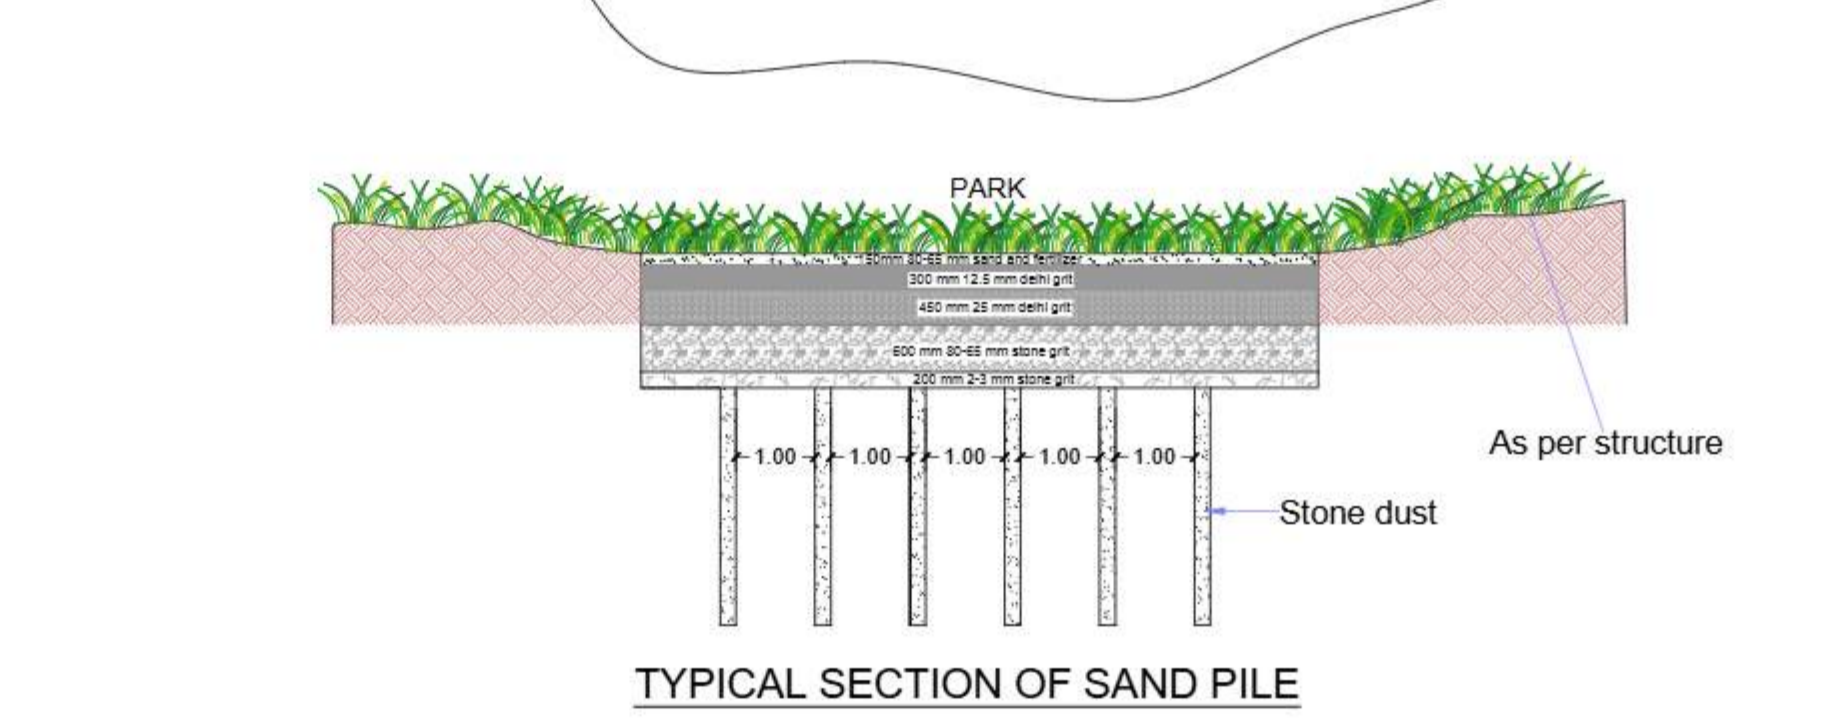 PARK
80-65 mm sand and fertilizer
300 mm 12.5 mm delhi grit
450 mm 25 mm delhi grit
600 mm 80-65 mm stone grit
200 mm 2-3 mm stone grit
1.00 1.00 1.00 1.00 1.00
As per structure
Stone dust
TYPICAL SECTION OF SAND PILE